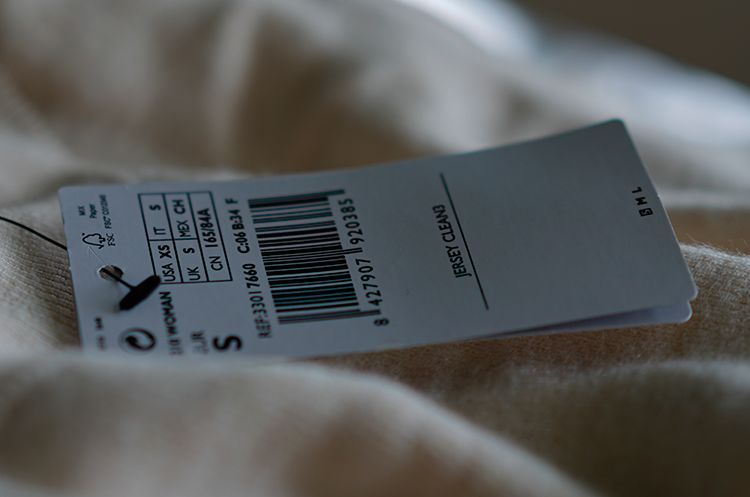 MIX
Paper
FSC
USA XS IT S
UK S MEX CH
CN 165/84A
WOMAN
S
REF:33017660 C:06 B:34 F
8 427907 920385
JERSEY CLEAN3
S M L